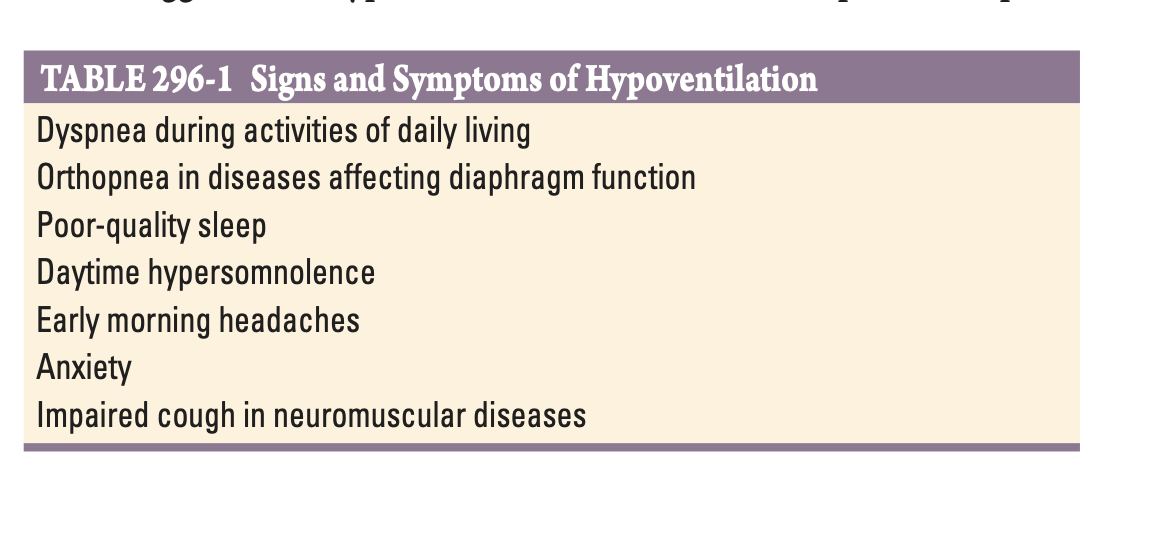 TABLE 296-1 Signs and Symptoms of Hypoventilation
Dyspnea during activities of daily living
Orthopnea in diseases affecting diaphragm function
Poor-quality sleep
Daytime hypersomnolence
Early morning headaches
Anxiety
Impaired cough in neuromuscular diseases